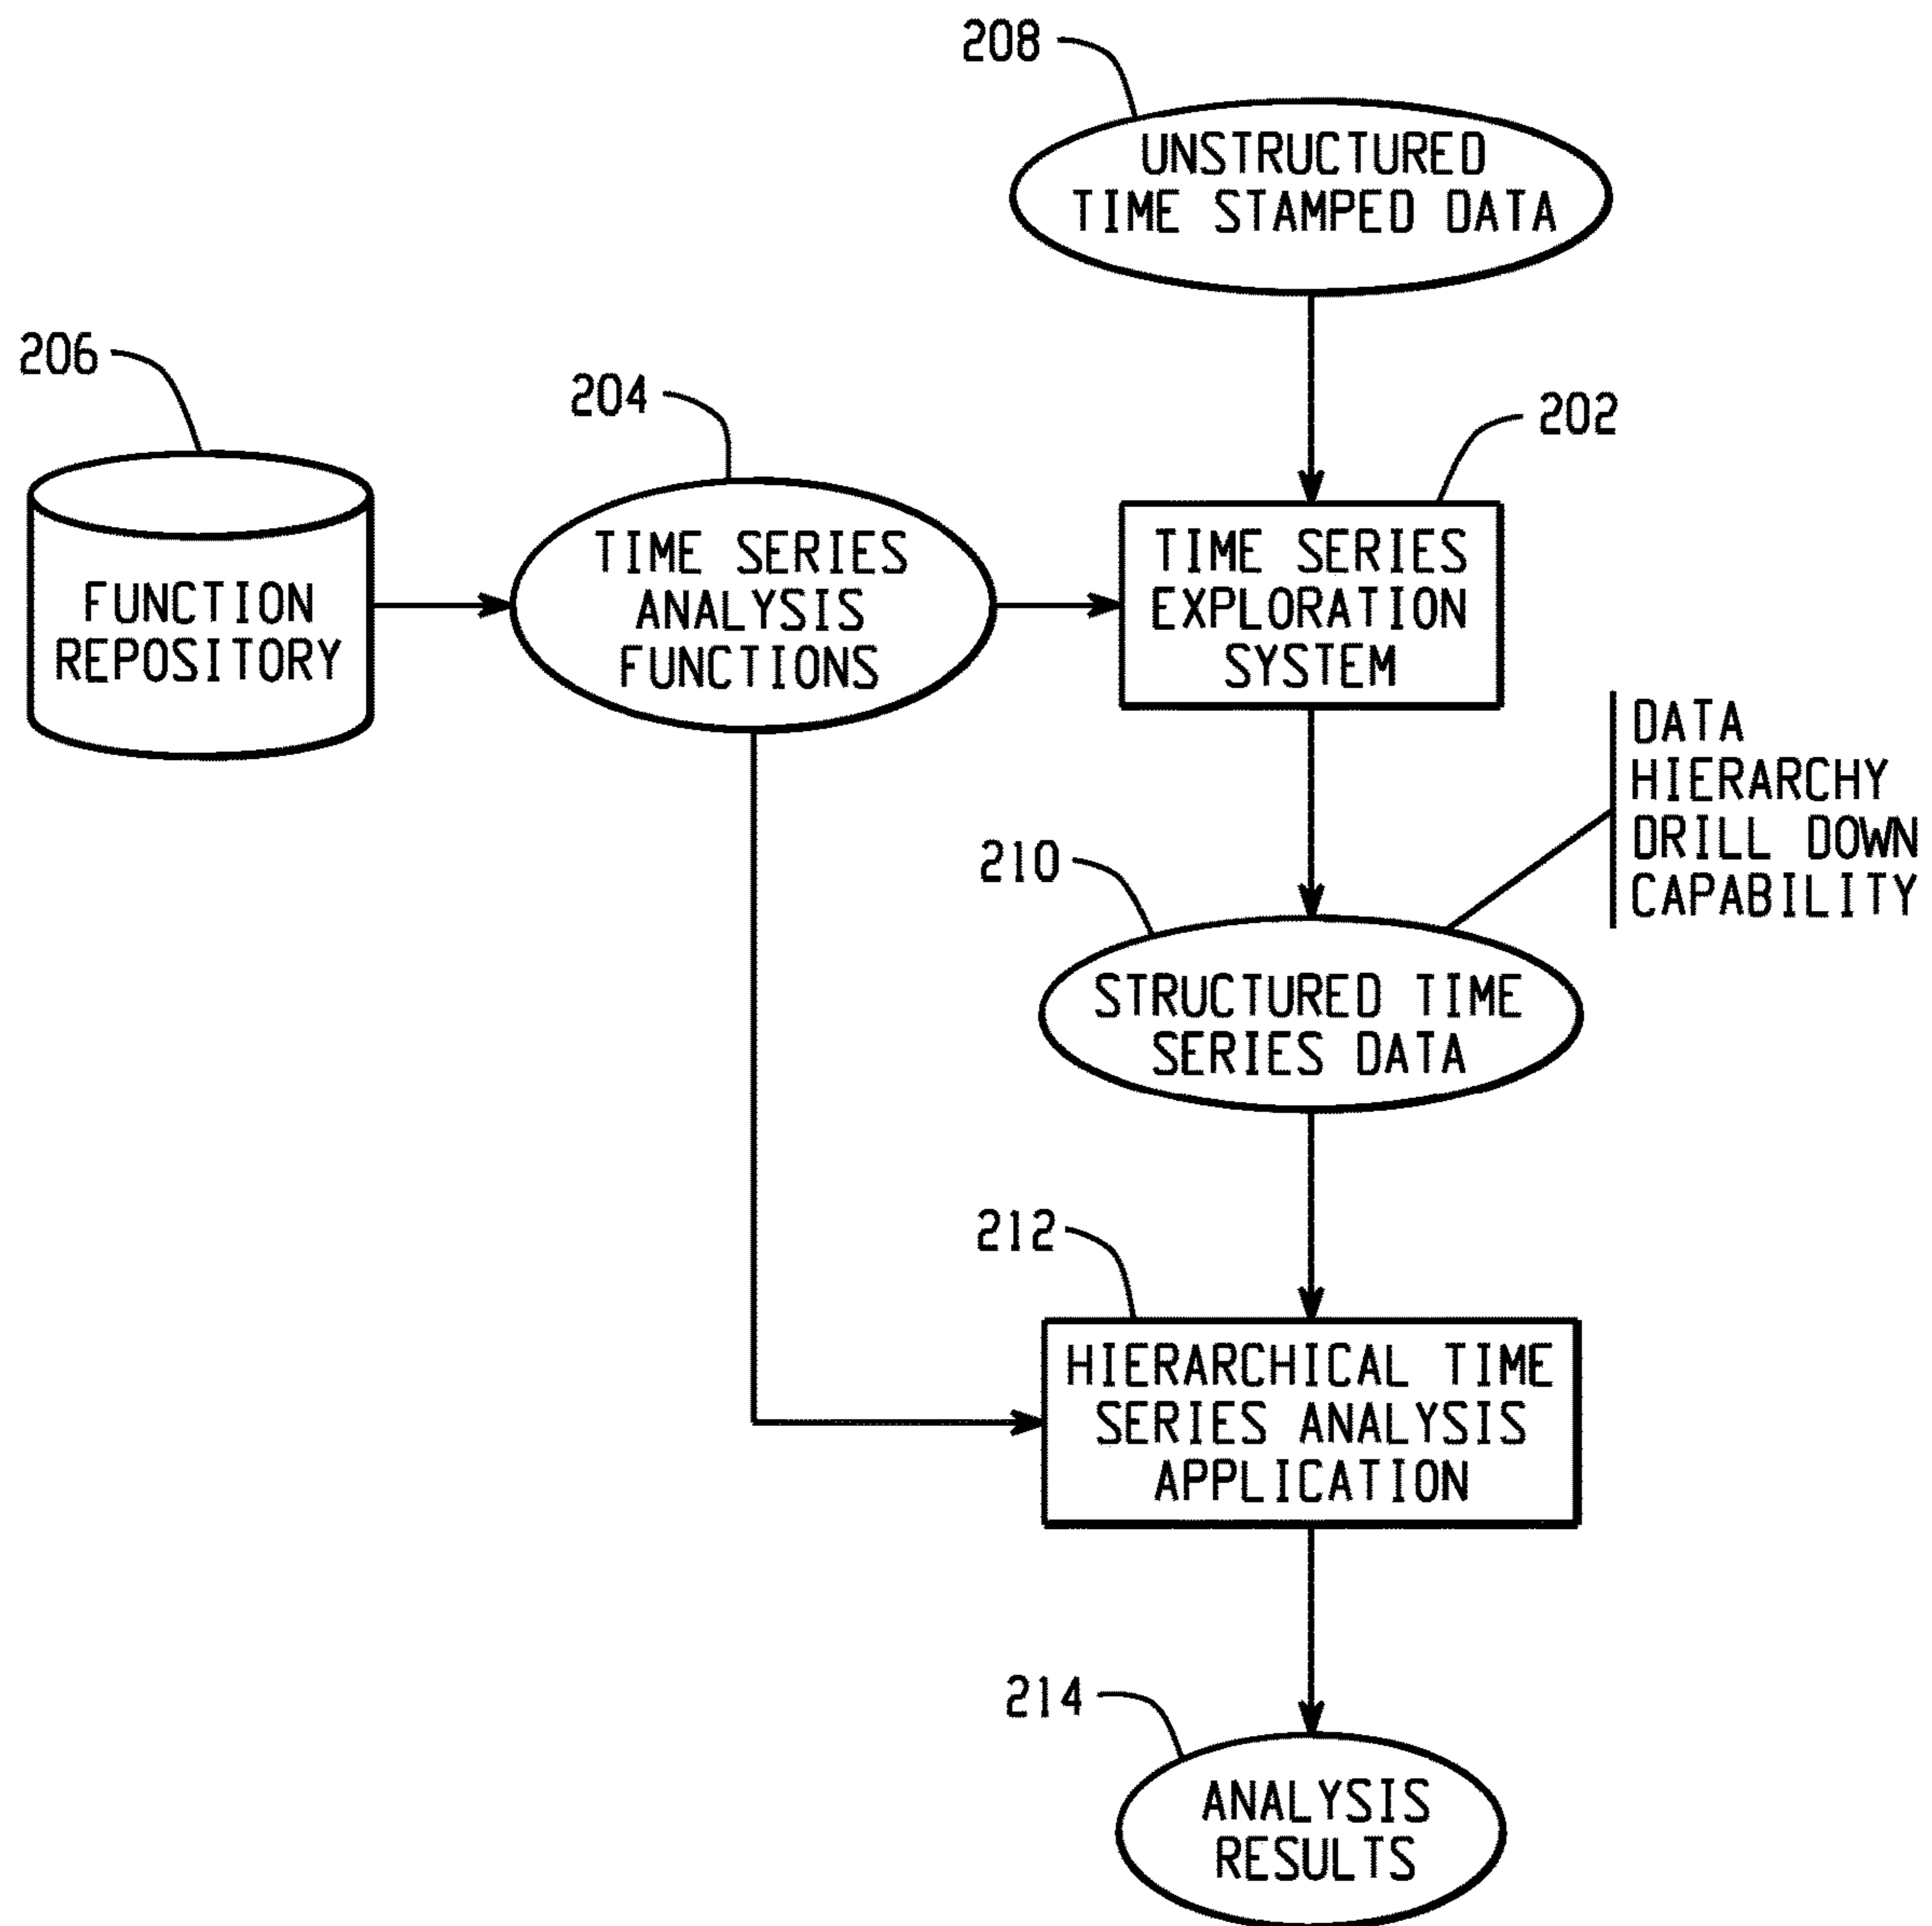 208
UNSTRUCTURED
TIME STAMPED DATA
206
204
202
FUNCTION
REPOSITORY
TIME SERIES
ANALYSIS
FUNCTIONS
TIME SERIES
EXPLORATION
SYSTEM
DATA
HIERARCHY
DRILL DOWN
CAPABILITY
210
STRUCTURED TIME
SERIES DATA
212
HIERARCHICAL TIME
SERIES ANALYSIS
APPLICATION
214
ANALYSIS
RESULTS